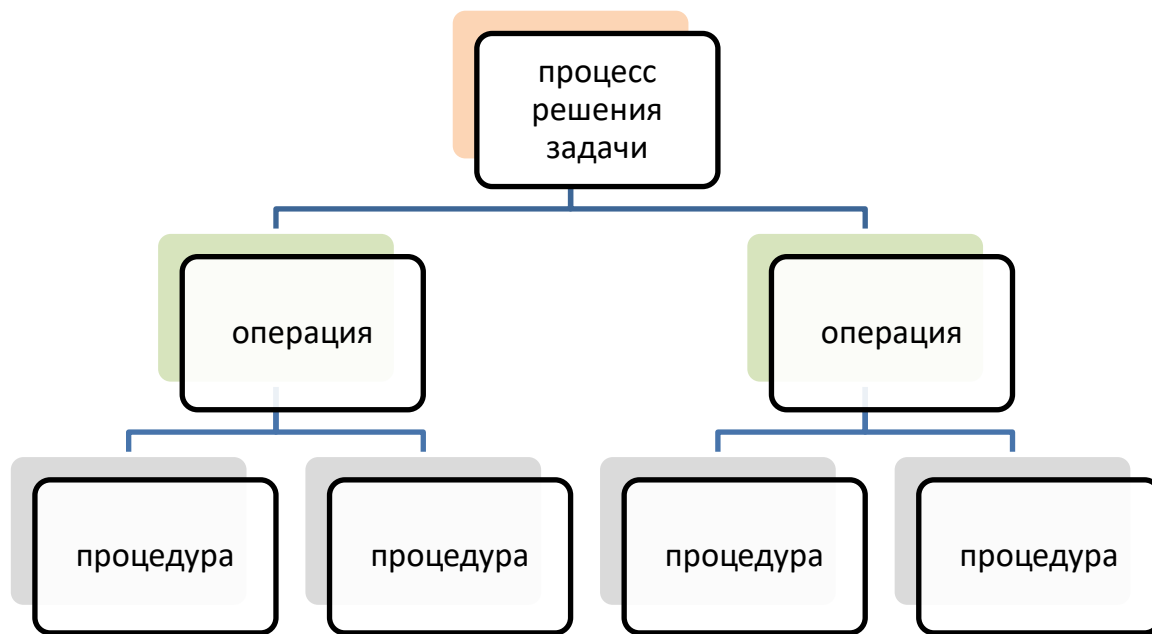 процесс
решения
задачи
операция
операция
процедура
процедура
процедура
процедура